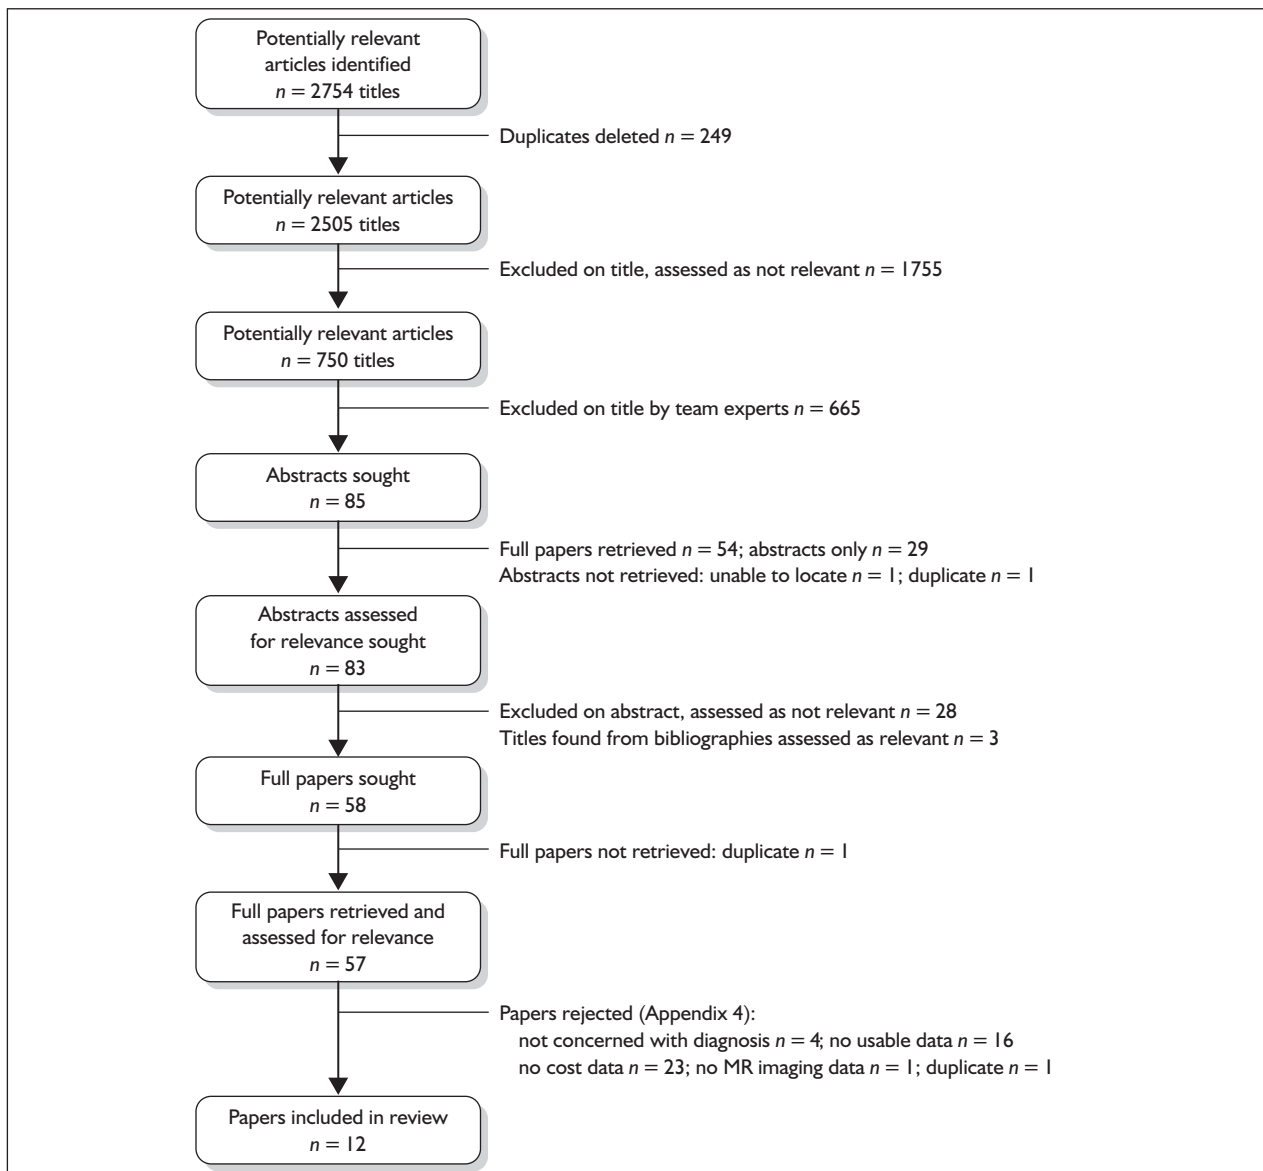 Potentially relevant
articles identified
n = 2754 titles
Duplicates deleted n = 249
Potentially relevant articles
n = 2505 titles
Excluded on title, assessed as not relevant n = 1755
Potentially relevant articles
n = 750 titles
Excluded on title by team experts n = 665
Abstracts sought
n = 85
Full papers retrieved n = 54; abstracts only n = 29
Abstracts not retrieved: unable to locate n = 1; duplicate n = 1
Abstracts assessed
for relevance sought
n = 83
Excluded on abstract, assessed as not relevant n = 28
Titles found from bibliographies assessed as relevant n = 3
Full papers sought
n = 58
Full papers not retrieved: duplicate n = 1
Full papers retrieved and
assessed for relevance
n = 57
Papers rejected (Appendix 4):
not concerned with diagnosis n = 4; no usable data n = 16
no cost data n = 23; no MR imaging data n = 1; duplicate n = 1
Papers included in review
n = 12